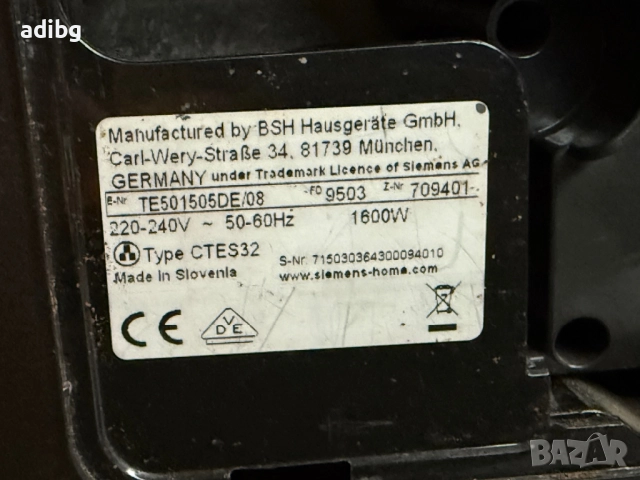 adibg
Manufactured by BSH Hausgeräte GmbH,
Carl-Wery-Straße 34, 81739 München,
GERMANY under Trademark Licence of Siemens AG
E-Nr TE501505DE/08 FD 9503 Z-Nr 709401
220-240V ~ 50-60Hz 1600W
Type CTES32
S-Nr. 715030364300094010
Made in Slovenia
www.siemens-home.com
CE
VDE
E
BAZAR